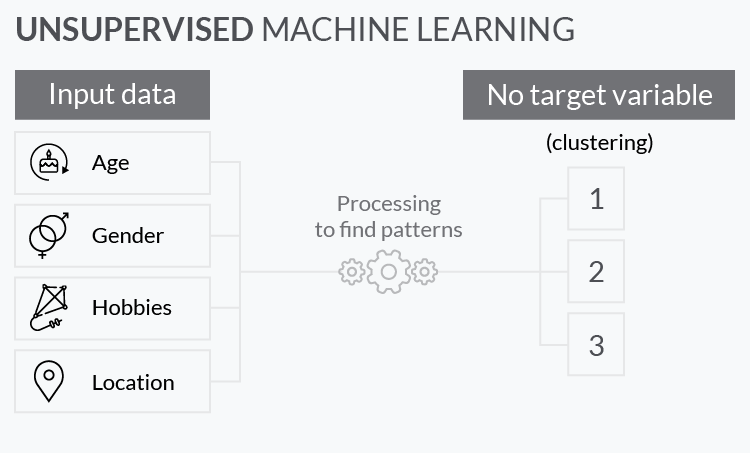 UNSUPERVISED MACHINE LEARNING
Input data
No target variable
(clustering)
Age
Gender
Hobbies
Location
Processing
to find patterns
1
2
3